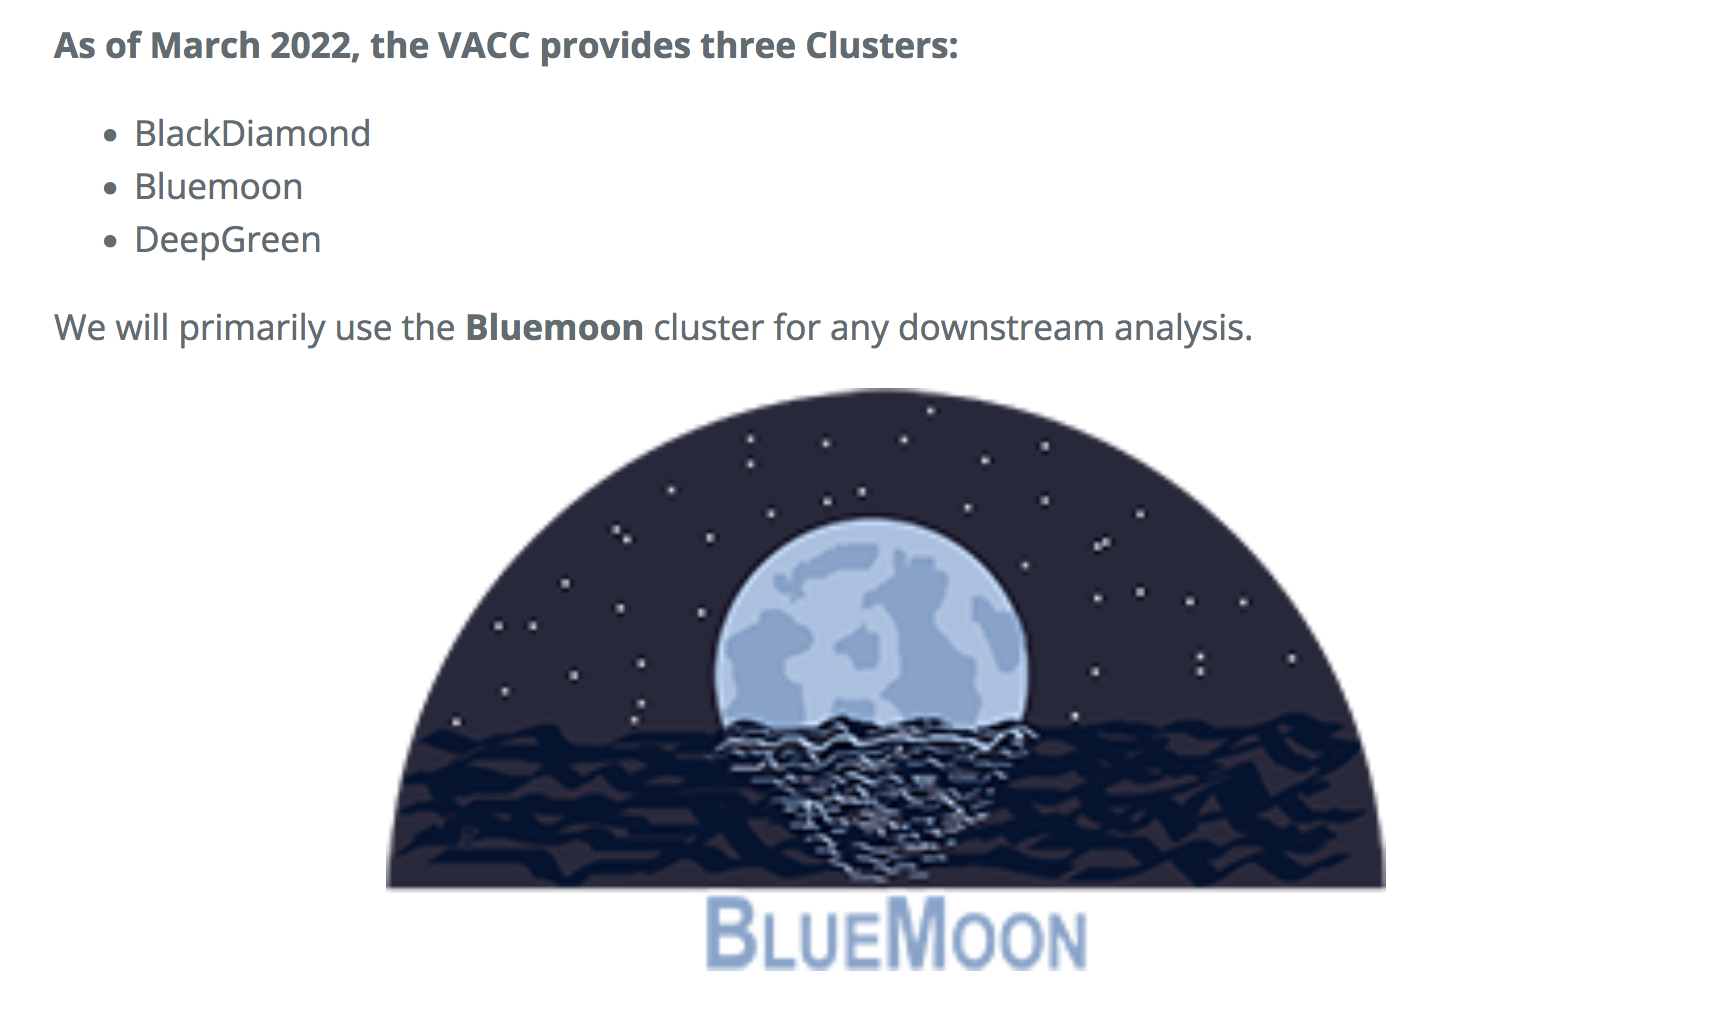 As of March 2022, the VACC provides three Clusters:
• BlackDiamond
• Bluemoon
• DeepGreen
We will primarily use the Bluemoon cluster for any downstream analysis.
BLUEMOON